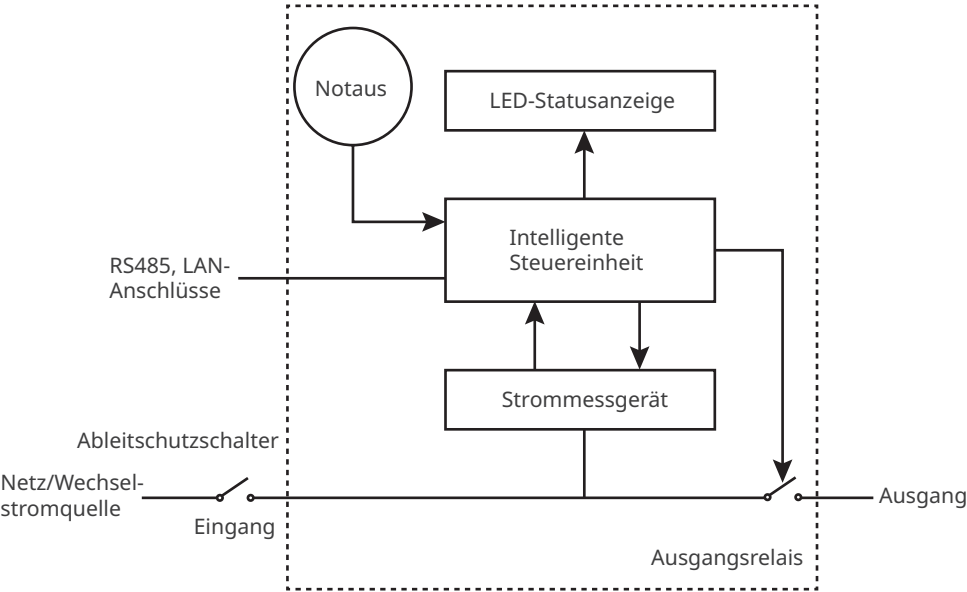 Notaus
LED-Statusanzeige
Intelligente
Steuereinheit
RS485, LAN-
Anschlüsse
Strommessgerät
Ableitschutzschalter
Netz/Wechsel-
stromquelle
Eingang
Ausgang
Ausgangsrelais